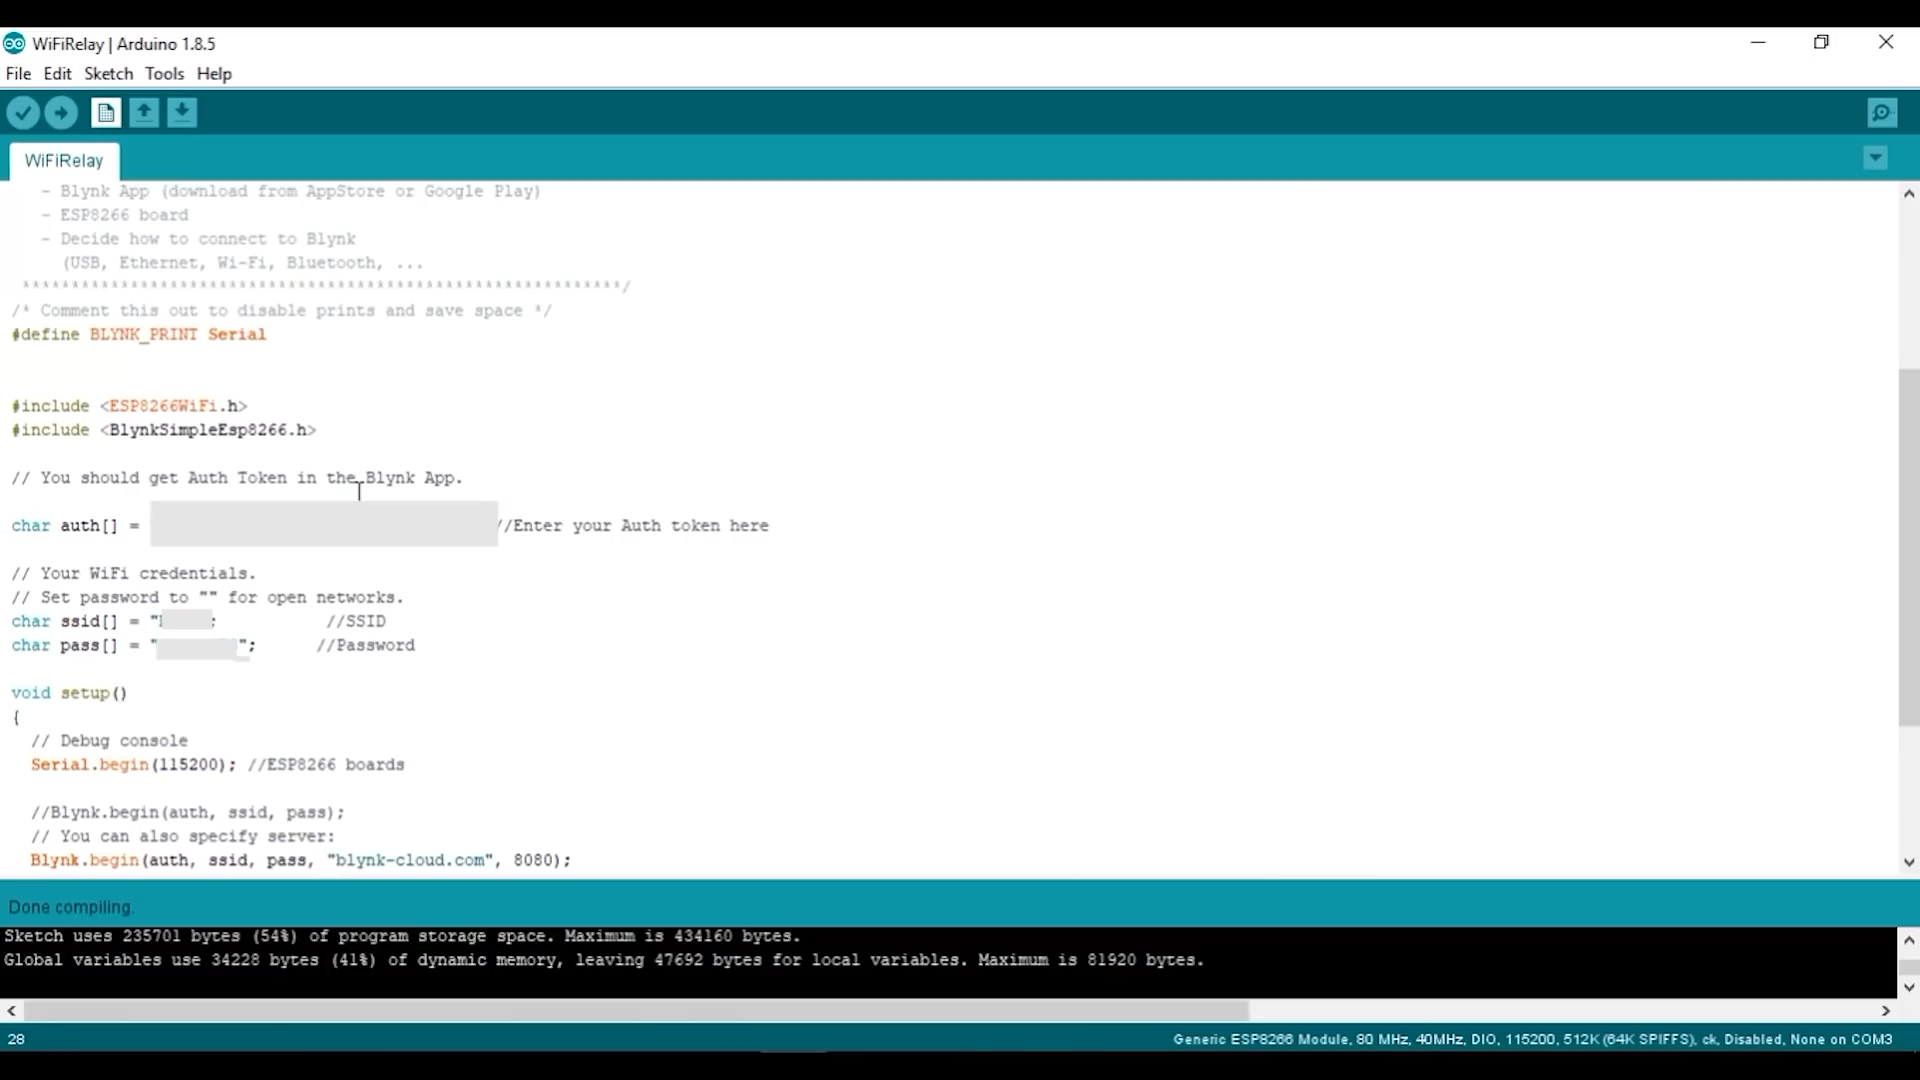 WiFiRelay | Arduino 1.8.5
File Edit Sketch Tools Help
WiFiRelay
- Blynk App (download from AppStore or Google Play)
- ESP8266 board
- Decide how to connect to Blynk
(USB, Ethernet, Wi-Fi, Bluetooth, ...
*************************************************************/
/* Comment this out to disable prints and save space */
#define BLYNK_PRINT Serial
#include <ESP8266WiFi.h>
#include <BlynkSimpleEsp8266.h>
// You should get Auth Token in the Blynk App.
char auth[] = //Enter your Auth token here
// Your WiFi credentials.
// Set password to "" for open networks.
char ssid[] = " ; //SSID
char pass[] = " "; //Password
void setup()
{
// Debug console
Serial.begin(115200); //ESP8266 boards
//Blynk.begin(auth, ssid, pass);
// You can also specify server:
Blynk.begin(auth, ssid, pass, "blynk-cloud.com", 8080);
Done compiling.
Sketch uses 235701 bytes (54%) of program storage space. Maximum is 434160 bytes.
Global variables use 34228 bytes (41%) of dynamic memory, leaving 47692 bytes for local variables. Maximum is 81920 bytes.
28 Generic ESP8266 Module, 80 MHz, 40MHz, DIO, 115200, 512K (64K SPIFFS), ck, Disabled, None on COM3